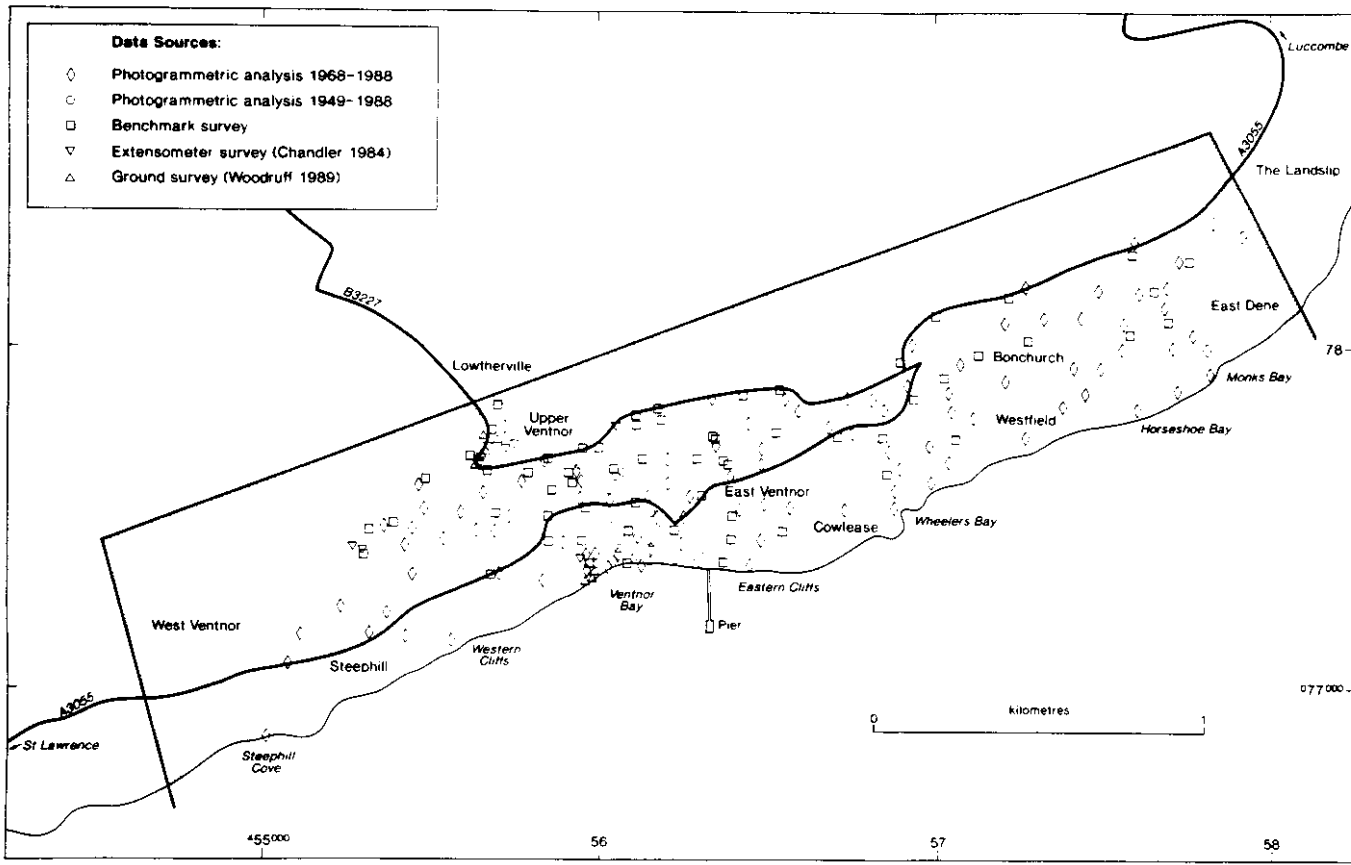 Data Sources:
Photogrammetric analysis 1968-1988
Photogrammetric analysis 1949-1988
Benchmark survey
Extensometer survey (Chandler 1984)
Ground survey (Woodruff 1989)
Luccombe
A3055
The Landslip
B3227
East Dene
Lowtherville
78
Bonchurch
Monks Bay
Upper
Ventnor
Westfield
Horseshoe Bay
East Ventnor
Cowlease
Wheelers Bay
Ventnor
Bay
Eastern Cliffs
West Ventnor
Pier
Western
Cliffs
Steephill
A3055
077000
kilometres
0
1
St Lawrence
Steephill
Cove
455000
56
57
58